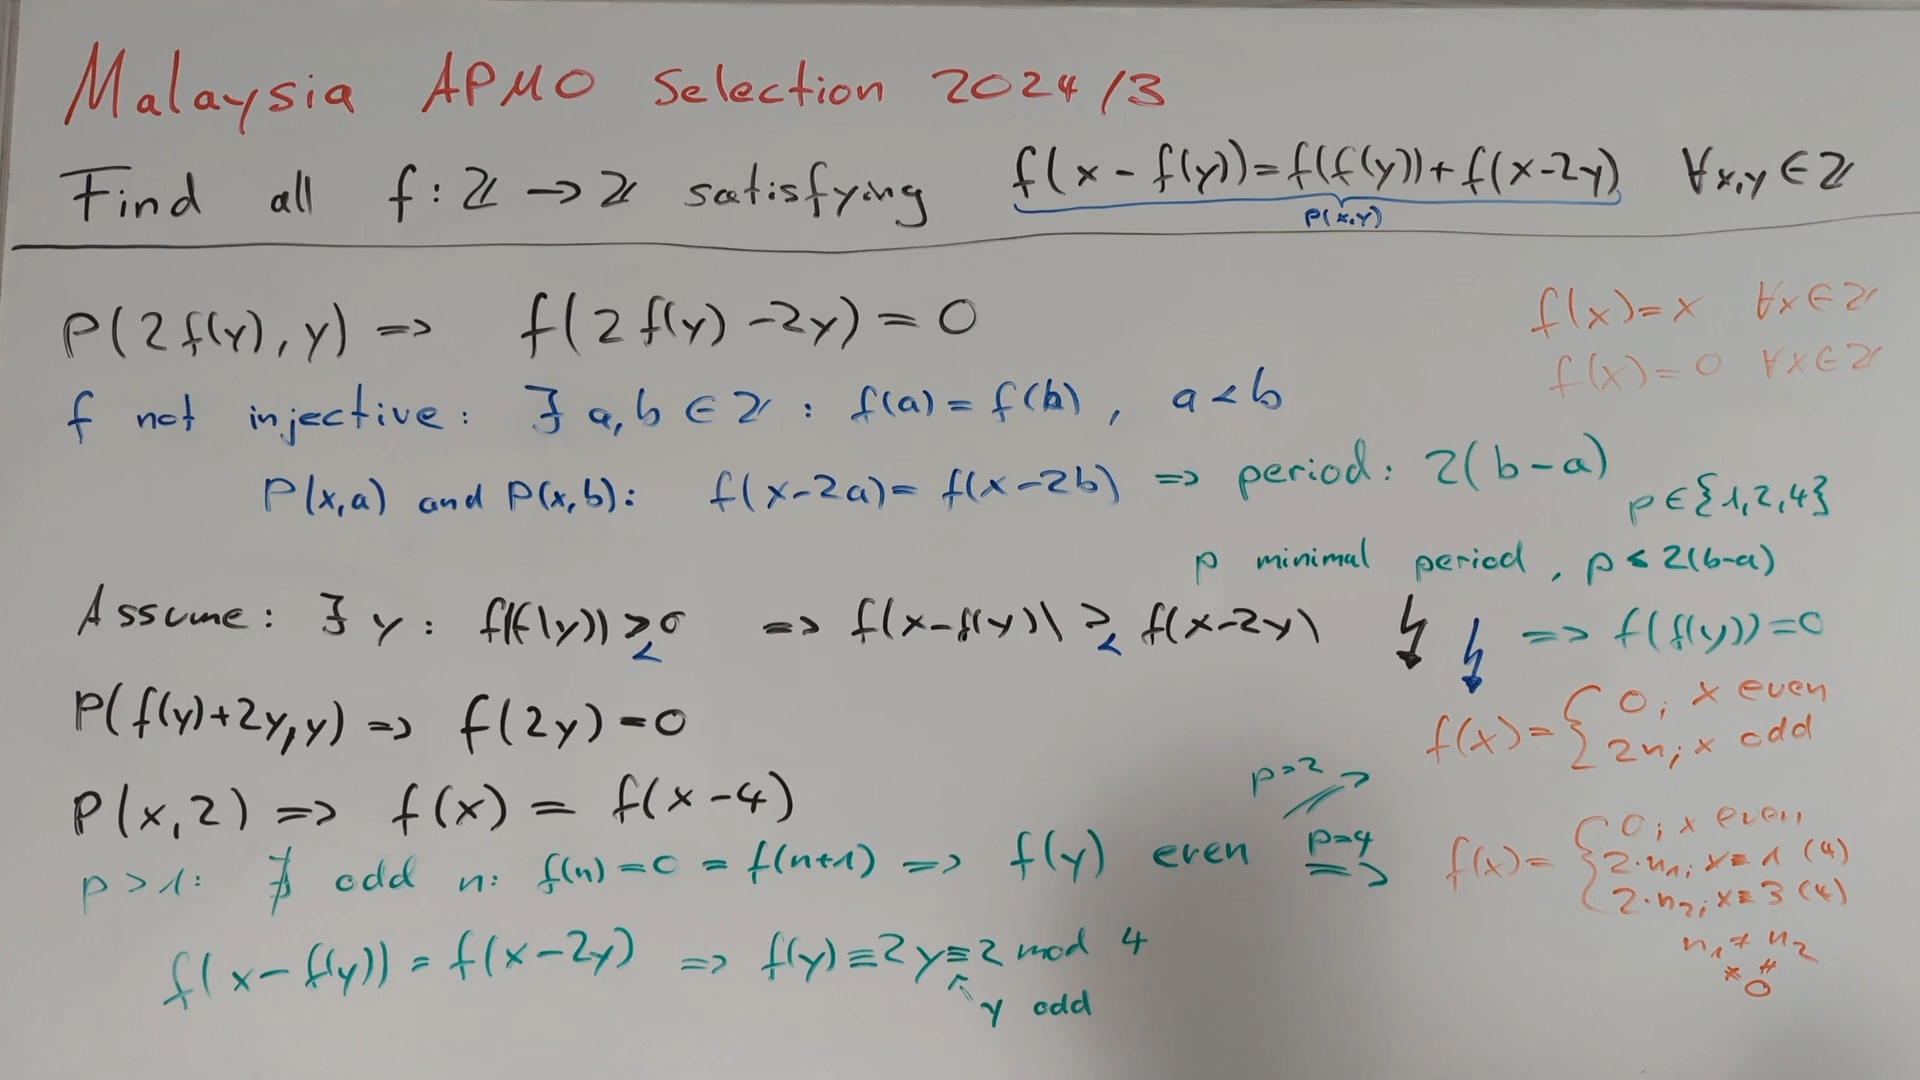 Malaysia APMO Selection 2024/3
Find all f: ℤ → ℤ satisfying f(x - f(y)) = f(f(y)) + f(x-2y) ∀x,y ∈ ℤ
P(x,y)
P(2f(y), y) => f(2f(y) - 2y) = 0
f(x) = x ∀x ∈ ℤ
f(x) = 0 ∀x ∈ ℤ
f not injective: ∃ a,b ∈ ℤ : f(a) = f(b), a < b
P(x,a) and P(x,b): f(x-2a) = f(x-2b) => period: 2(b-a)
p ∈ {1,2,4}
p minimal period, p ≤ 2(b-a)
Assume: ∃ y: f(f(y)) > 0 => f(x-f(y)) > f(x-2y) ↯ ↯ => f(f(y)) = 0
< <
P(f(y)+2y, y) => f(2y) = 0
f(x) = { 0; x even
2n; x odd
P(x,2) => f(x) = f(x-4)
p=2 →
p>1: ∄ odd n: f(n) = 0 = f(n+1) => f(y) even p=4 =>
f(x) = { 0; x even
2·n₁; x ≡ 1 (4)
2·n₂; x ≡ 3 (4)
n₁ ≠ n₂
≠ ≠
0
f(x-f(y)) = f(x-2y) => f(y) ≡ 2y ≡ 2 mod 4
y odd